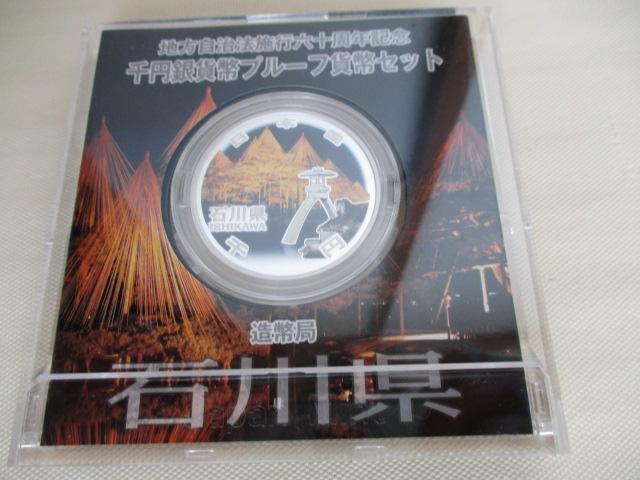 地方自治法施行六十周年記念
千円銀貨幣プルーフ貨幣セット
日本国
石川県
ISHIKAWA
千円
造幣局
石川県
Japan Mint